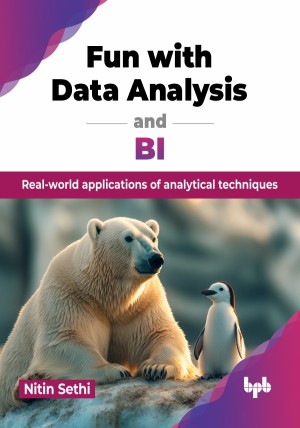 Fun with
Data Analysis
and
BI
Real-world applications of analytical techniques
Nitin Sethi
bpb